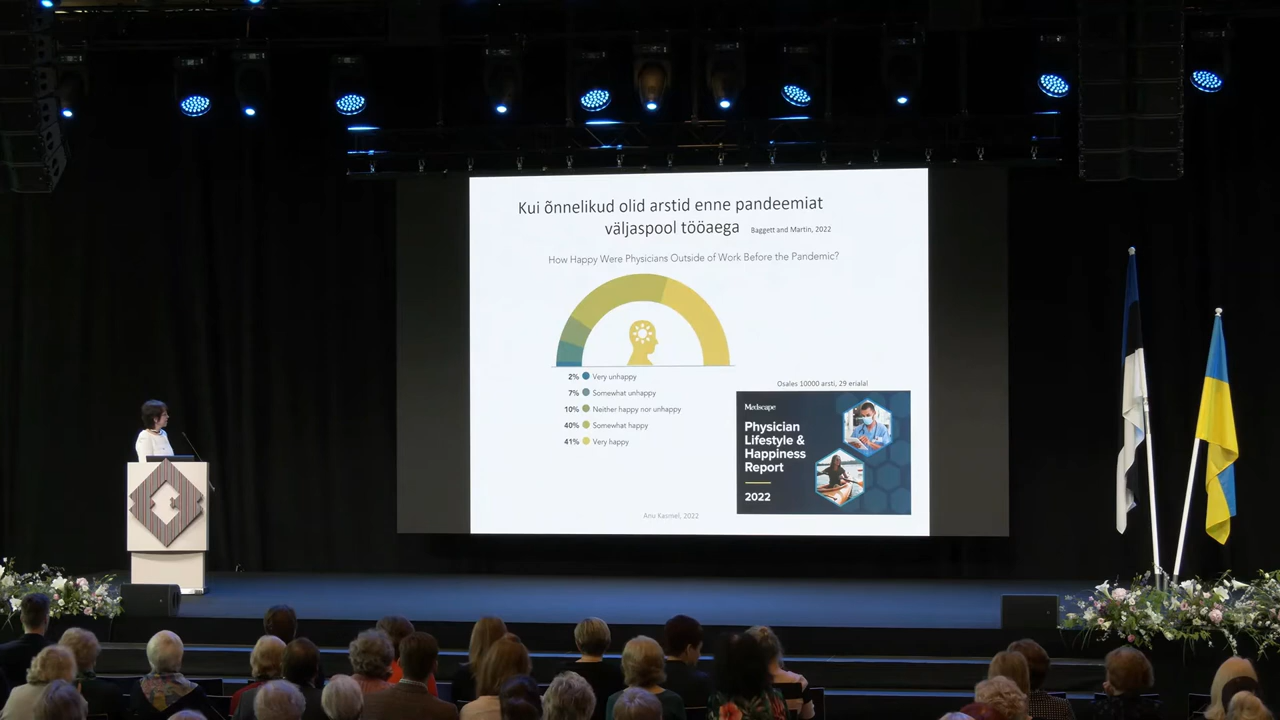 Kui õnnelikud olid arstid enne pandeemiat
väljaspool tööaega Baggett and Martin, 2022
How Happy Were Physicians Outside of Work Before the Pandemic?
2% Very unhappy
7% Somewhat unhappy
10% Neither happy nor unhappy
40% Somewhat happy
41% Very happy
Osales 10000 arsti, 29 eriala!
Medscape
Physician
Lifestyle &
Happiness
Report
2022
Anu Kasmel, 2022